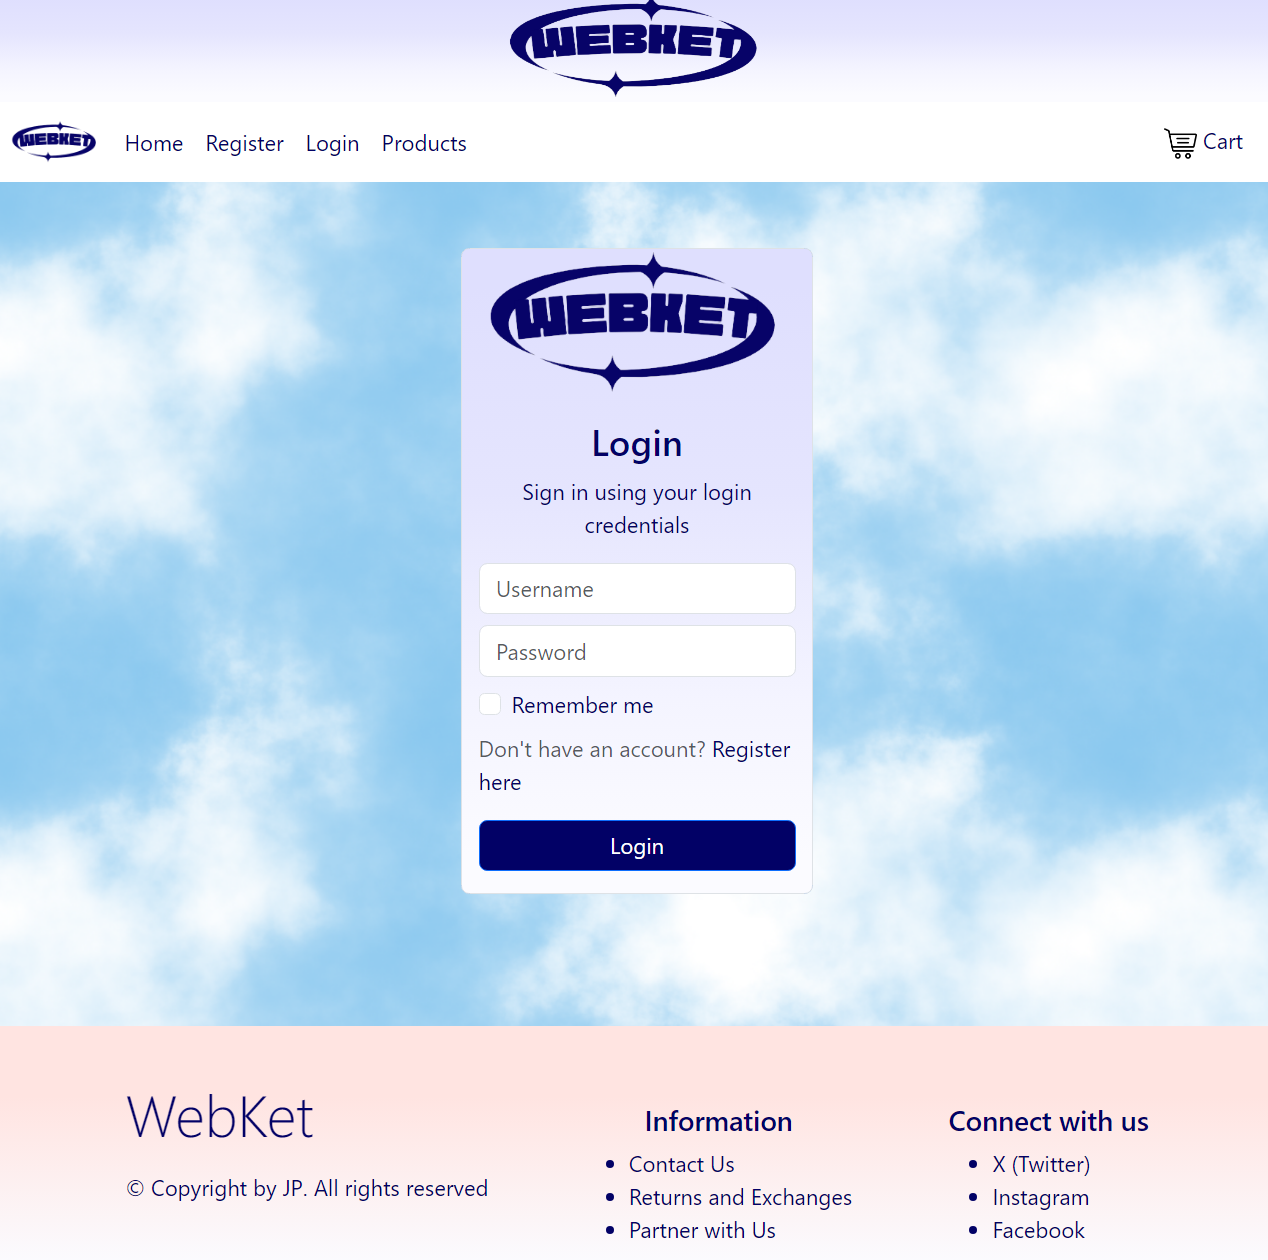 WEBKET
WEBKET Home Register Login Products Cart
WEBKET
Login
Sign in using your login
credentials
Username
Password
Remember me
Don't have an account? Register
here
Login
WebKet
© Copyright by JP. All rights reserved
Information
Contact Us
Returns and Exchanges
Partner with Us
Connect with us
X (Twitter)
Instagram
Facebook